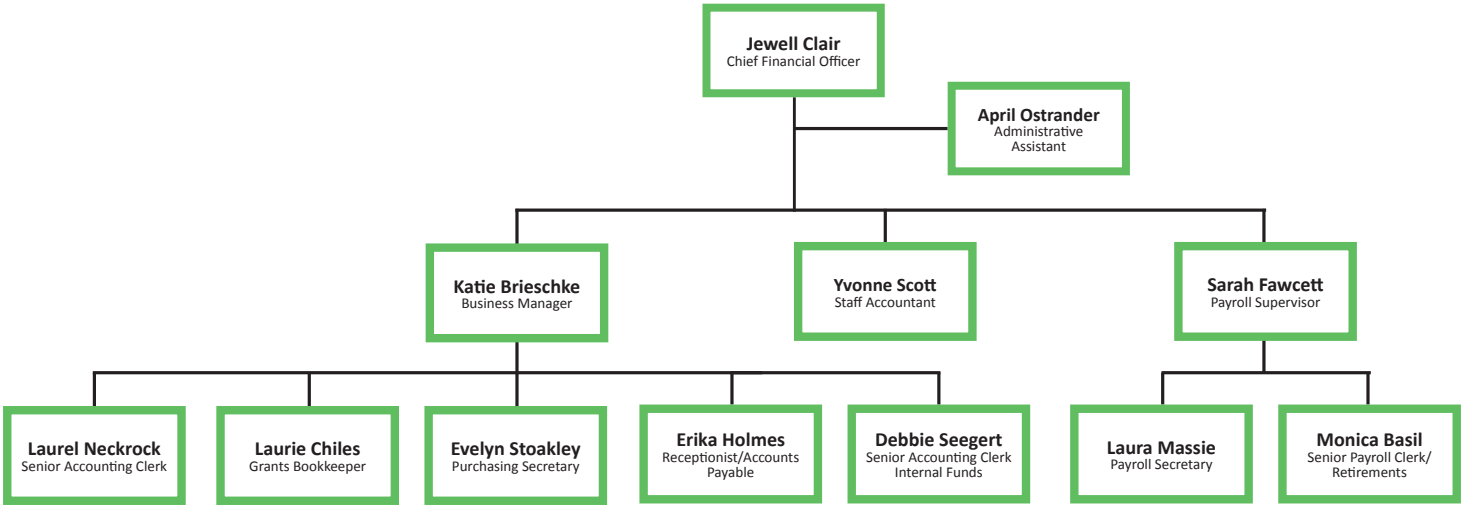 Jewell Clair
Chief Financial Officer
April Ostrander
Administrative
Assistant
Katie Brieschke
Business Manager
Yvonne Scott
Staff Accountant
Sarah Fawcett
Payroll Supervisor
Laurel Neckrock
Senior Accounting Clerk
Laurie Chiles
Grants Bookkeeper
Evelyn Stoakley
Purchasing Secretary
Erika Holmes
Receptionist/Accounts
Payable
Debbie Seegert
Senior Accounting Clerk
Internal Funds
Laura Massie
Payroll Secretary
Monica Basil
Senior Payroll Clerk/
Retirements